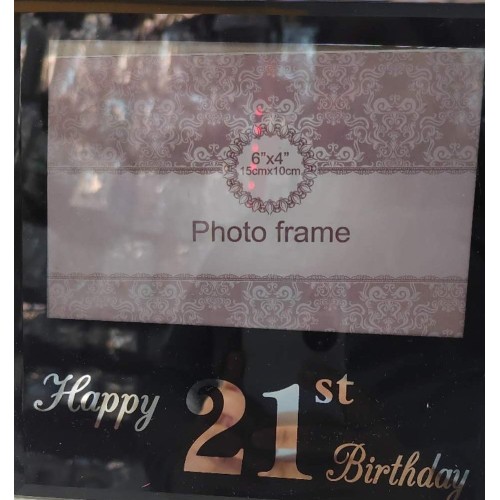 6"x4"
15cmx10cm
Photo frame
Happy 21st Birthday